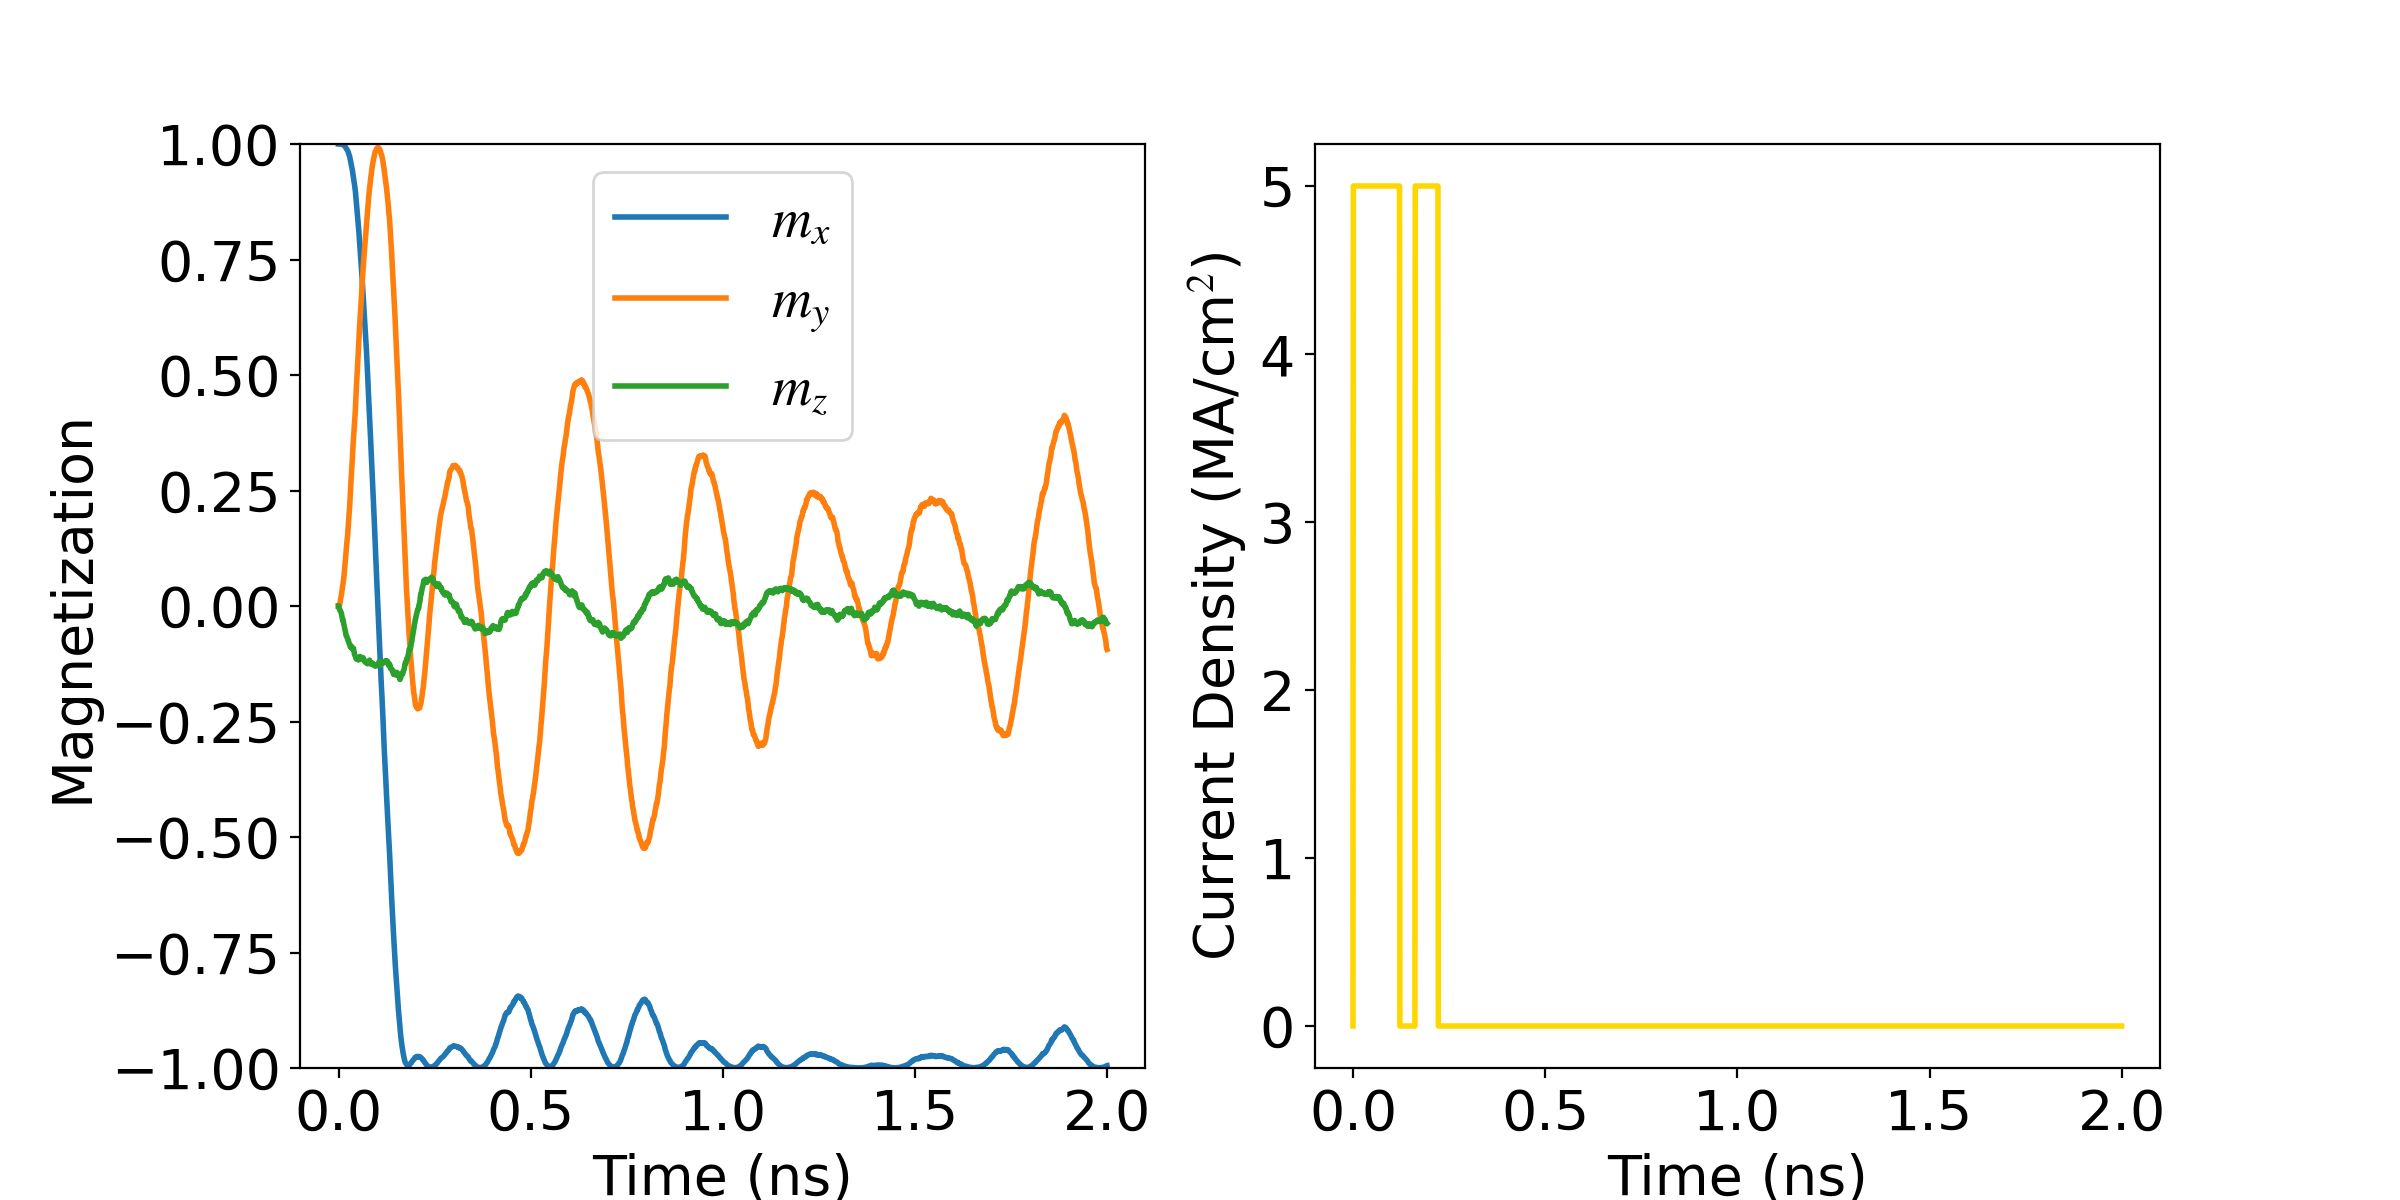 1.00
0.75
0.50
0.25
0.00
−0.25
−0.50
−0.75
−1.00
Magnetization
0.0 0.5 1.0 1.5 2.0
Time (ns)
m_x
m_y
m_z
5
4
3
2
1
0
Current Density (MA/cm²)
0.0 0.5 1.0 1.5 2.0
Time (ns)